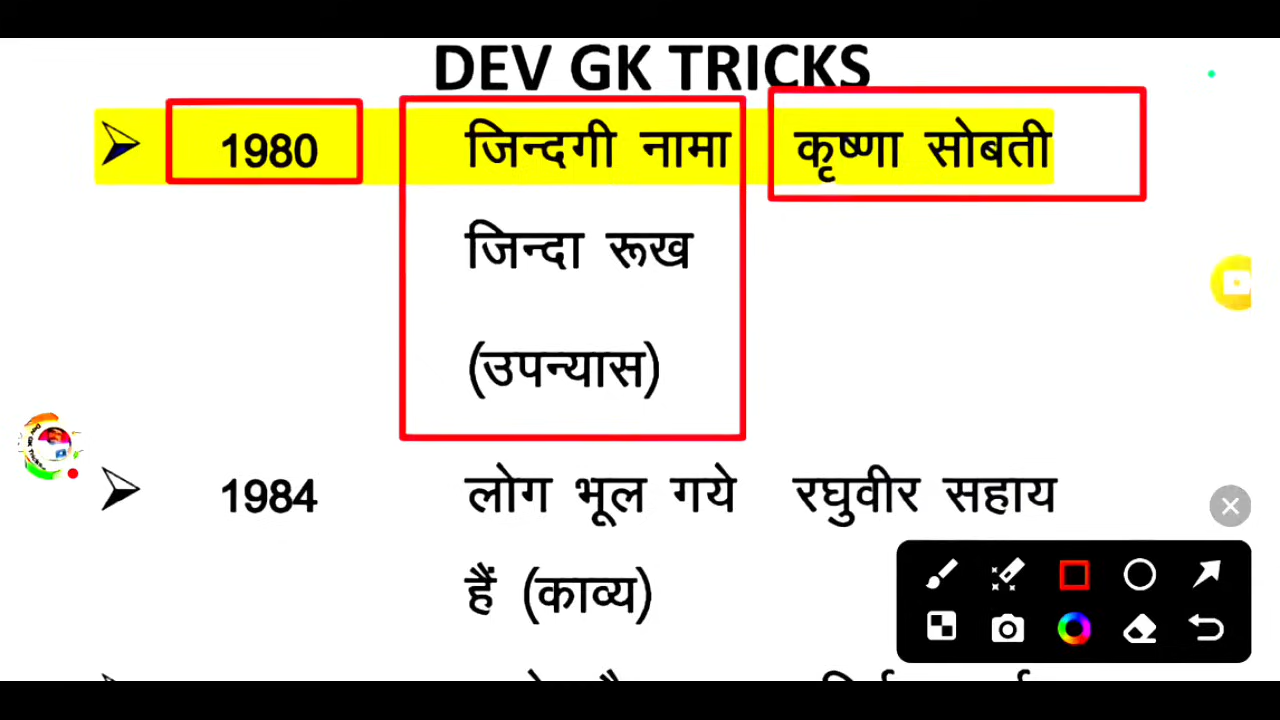 DEV GK TRICKS
1980 जिन्दगी नामा कृष्णा सोबती
जिन्दा रूख
(उपन्यास)
1984 लोग भूल गये रघुवीर सहाय
हैं (काव्य)